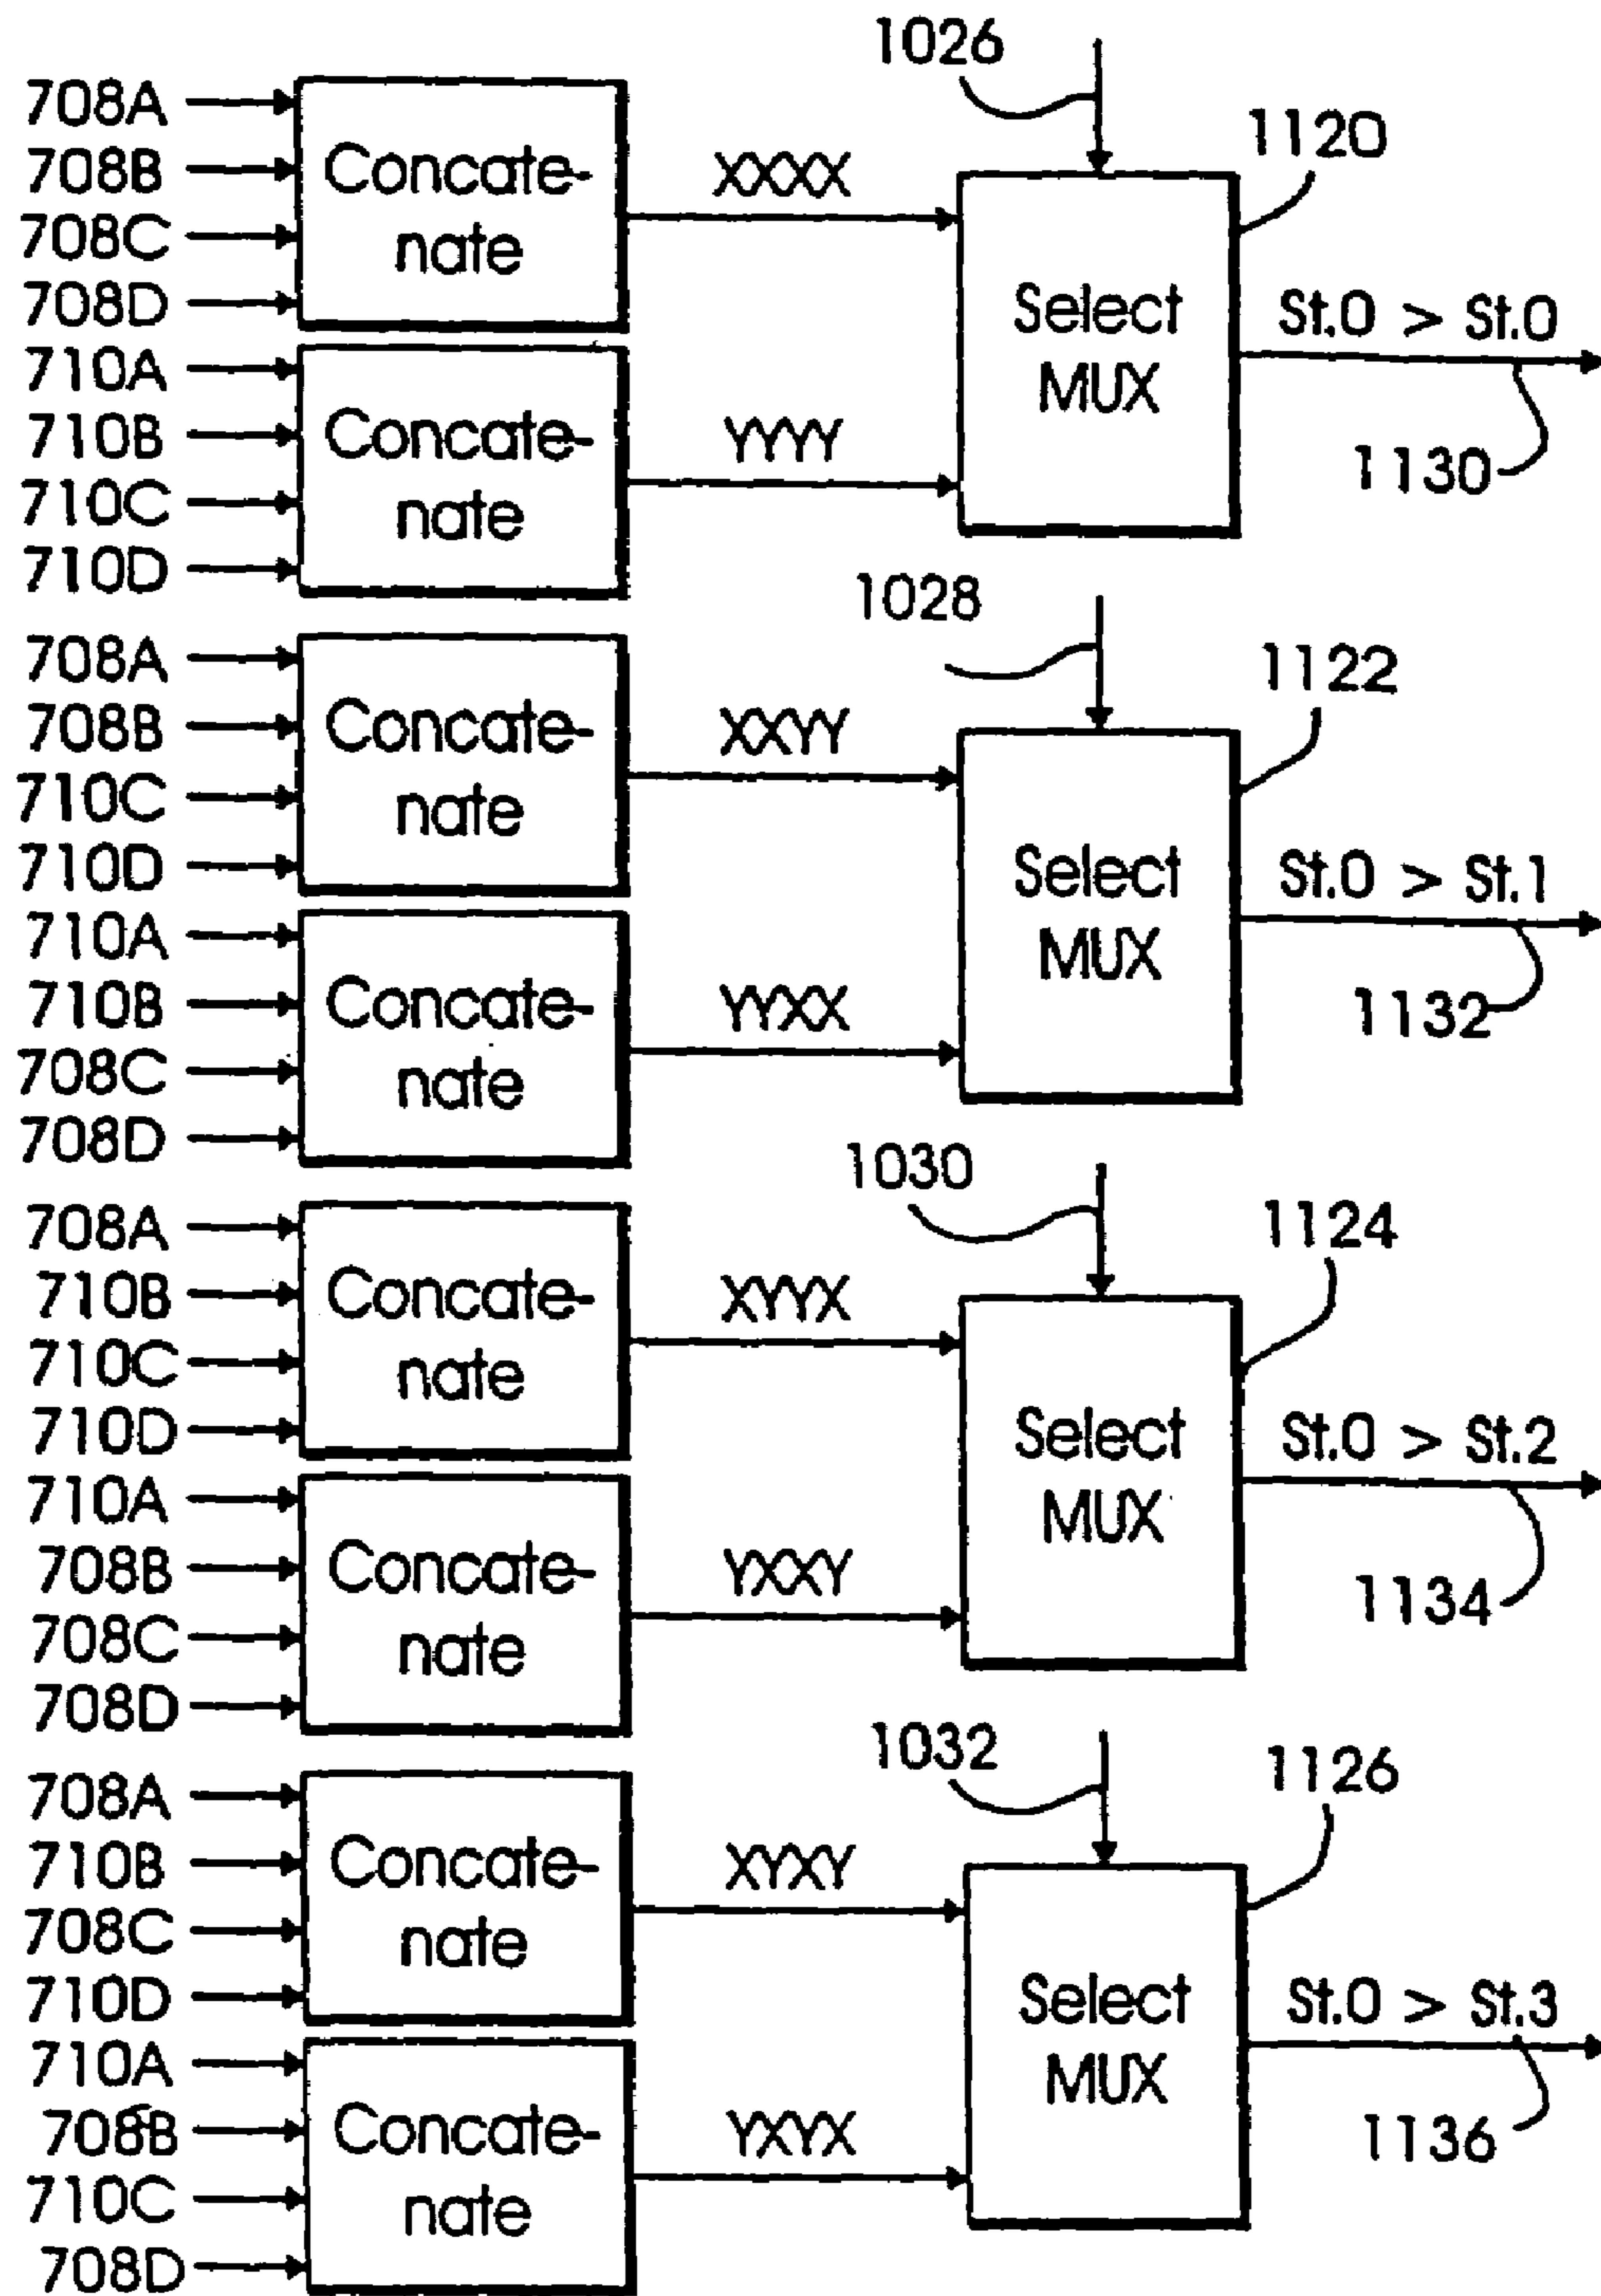 1026
708A
708B
708C
708D
Concate-
nate
XXXX
1120
Select
MUX
St.0 > St.0
1130
710A
710B
710C
710D
Concate-
nate
YYYY
1028
708A
708B
710C
710D
Concate-
nate
XXYY
1122
Select
MUX
St.0 > St.1
1132
710A
710B
708C
708D
Concate-
nate
YYXX
1030
708A
710B
710C
710D
Concate-
nate
XYYX
1124
Select
MUX
St.0 > St.2
1134
710A
708B
708C
708D
Concate-
nate
YXXY
1032
708A
710B
708C
710D
Concate-
nate
XYXY
1126
Select
MUX
St.0 > St.3
1136
710A
708B
710C
708D
Concate-
nate
YXYX